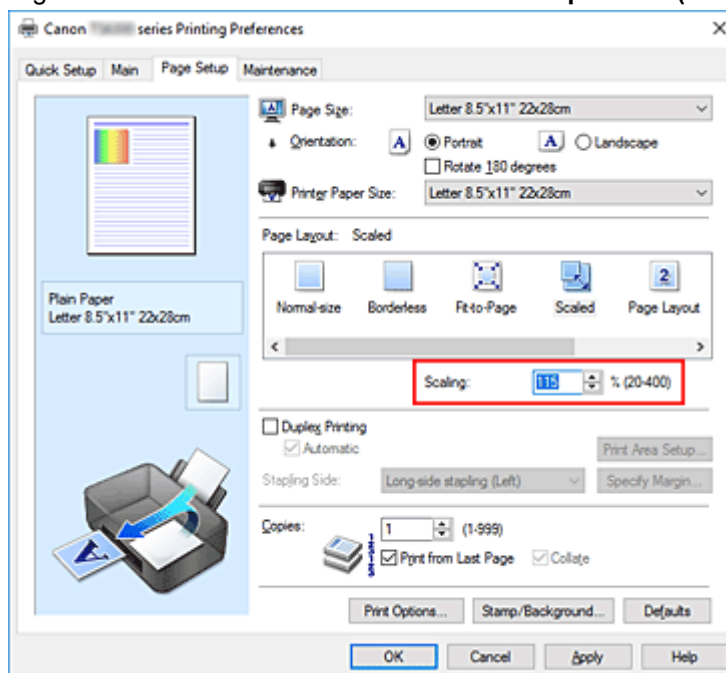 Canon series Printing Preferences
Quick Setup Main Page Setup Maintenance
Page Size: Letter 8.5"x11" 22x28cm
Orientation: A Portrait A Landscape
Rotate 180 degrees
Printer Paper Size: Letter 8.5"x11" 22x28cm
Page Layout: Scaled
Normal-size Borderless Fit-to-Page Scaled 2 Page Layout
Plain Paper
Letter 8.5"x11" 22x28cm
Scaling: 115 % (20-400)
Duplex Printing
Automatic
Print Area Setup...
Stapling Side: Long-side stapling (Left) Specify Margin...
Copies: 1 (1-999)
Print from Last Page Collate
A
Print Options... Stamp/Background... Defaults
OK Cancel Apply Help